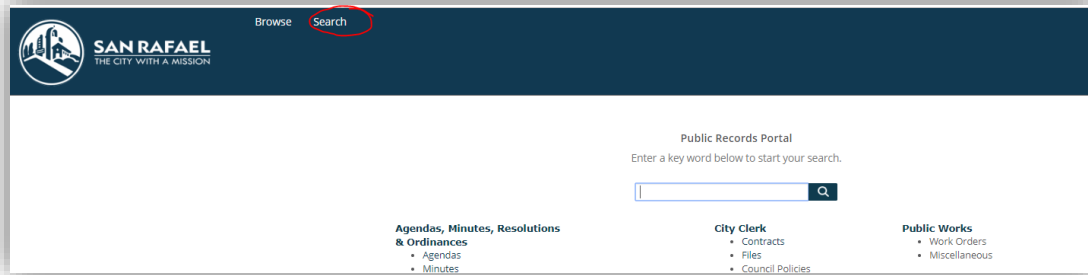 Browse Search
SAN RAFAEL
THE CITY WITH A MISSION
Public Records Portal
Enter a key word below to start your search.
Agendas, Minutes, Resolutions
& Ordinances
• Agendas
• Minutes
City Clerk
• Contracts
• Files
• Council Policies
Public Works
• Work Orders
• Miscellaneous